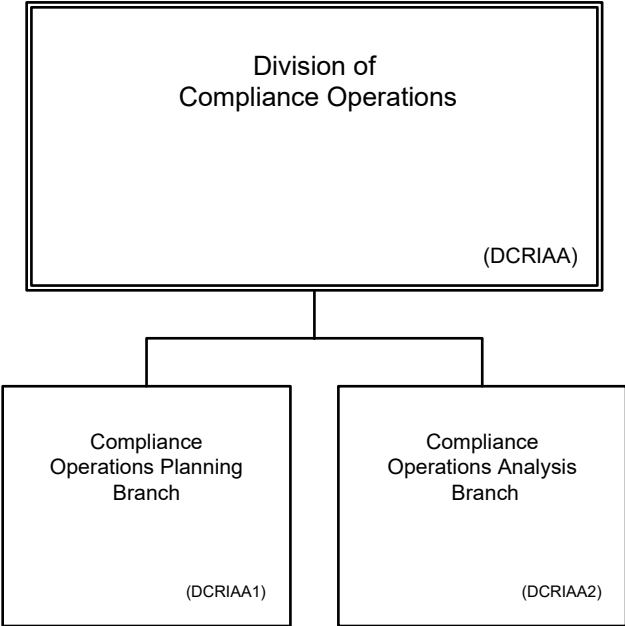 Division of
Compliance Operations
(DCRIAA)
Compliance
Operations Planning
Branch
(DCRIAA1)
Compliance
Operations Analysis
Branch
(DCRIAA2)